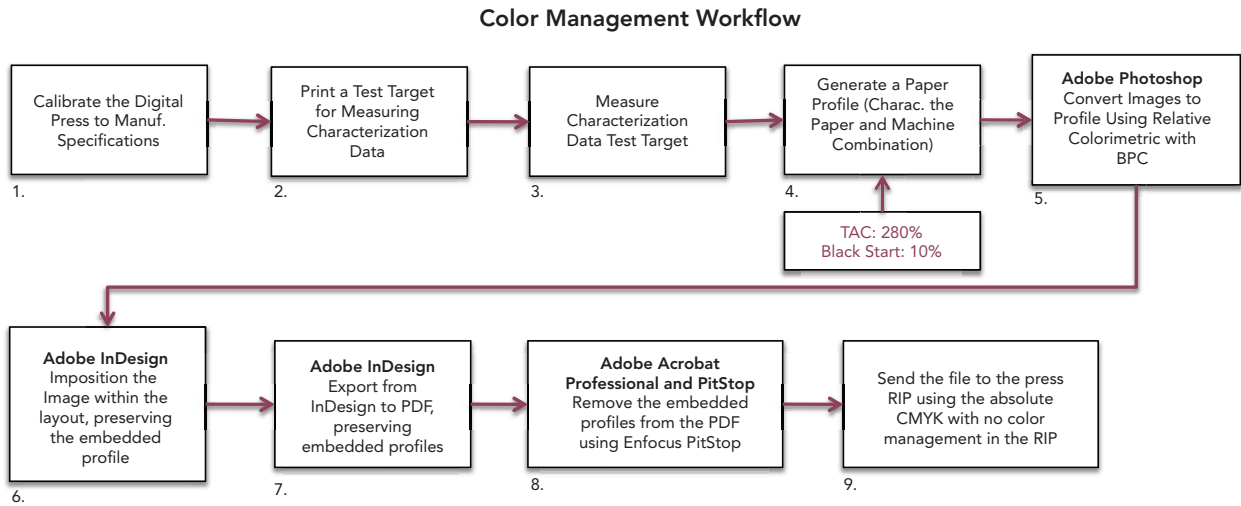 Color Management Workflow
Calibrate the Digital
Press to Manuf.
Specifications
1.
Print a Test Target
for Measuring
Characterization
Data
2.
Measure
Characterization
Data Test Target
3.
Generate a Paper
Profile (Charac. the
Paper and Machine
Combination)
4.
TAC: 280%
Black Start: 10%
Adobe Photoshop
Convert Images to
Profile Using Relative
Colorimetric with
BPC
5.
Adobe InDesign
Imposition the
Image within the
layout, preserving
the embedded
profile
6.
Adobe InDesign
Export from
InDesign to PDF,
preserving
embedded profiles
7.
Adobe Acrobat
Professional and PitStop
Remove the embedded
profiles from the PDF
using Enfocus PitStop
8.
Send the file to the press
RIP using the absolute
CMYK with no color
management in the RIP
9.